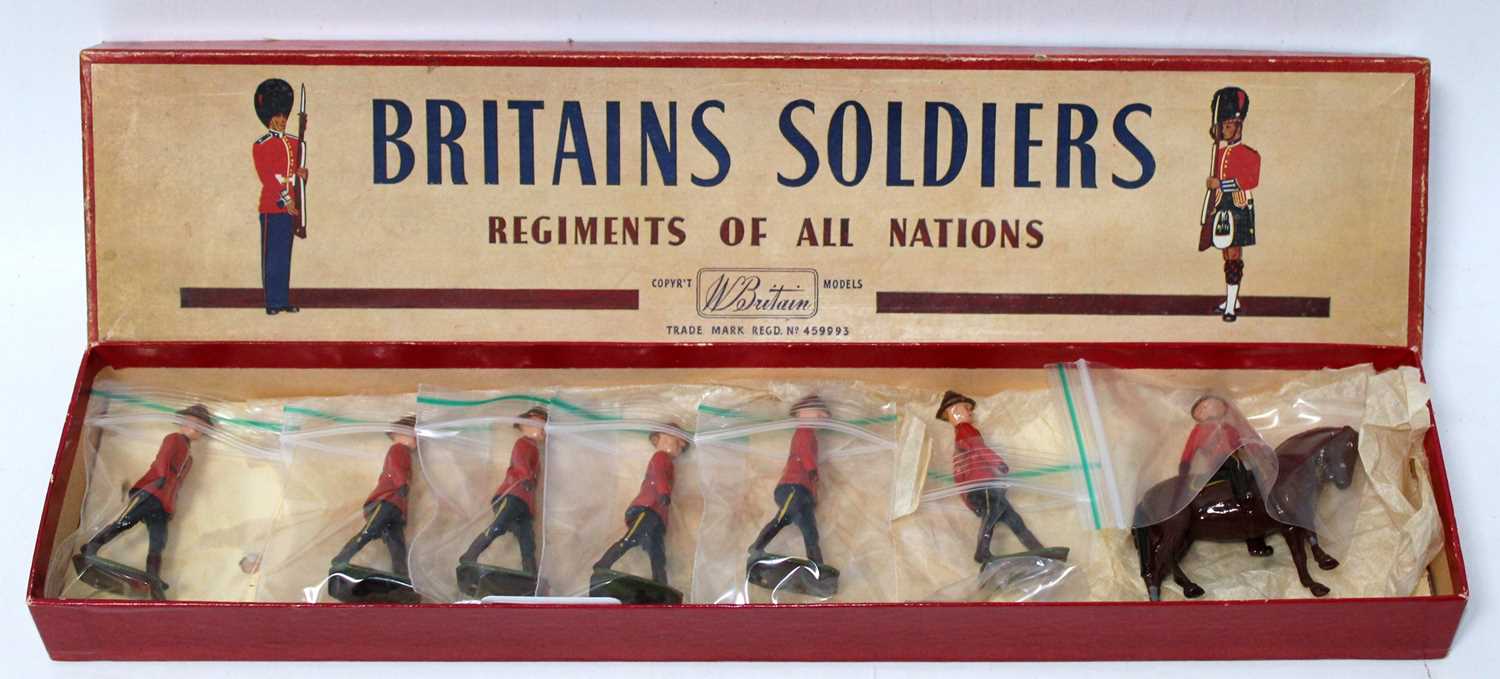 BRITAINS SOLDIERS
REGIMENTS OF ALL NATIONS
COPYR'T W Britain MODELS
TRADE MARK REGD. Nº 459993